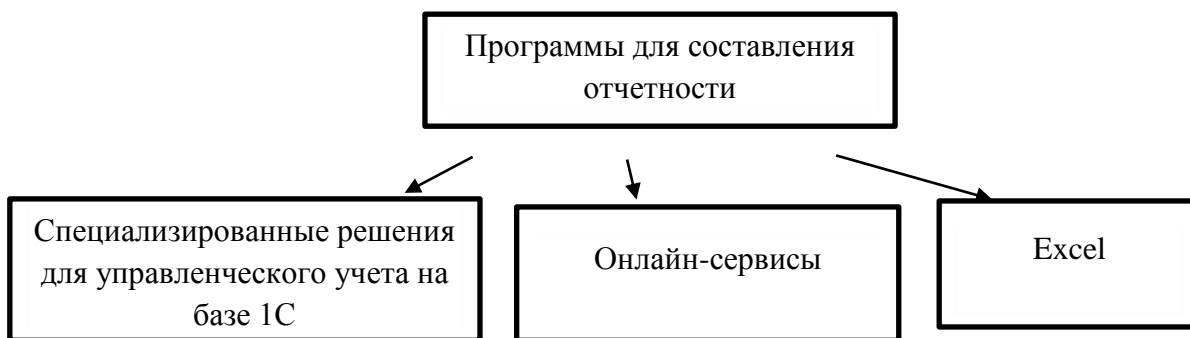 Программы для составления
отчетности
Специализированные решения
для управленческого учета на
базе 1С
Онлайн-сервисы
Excel